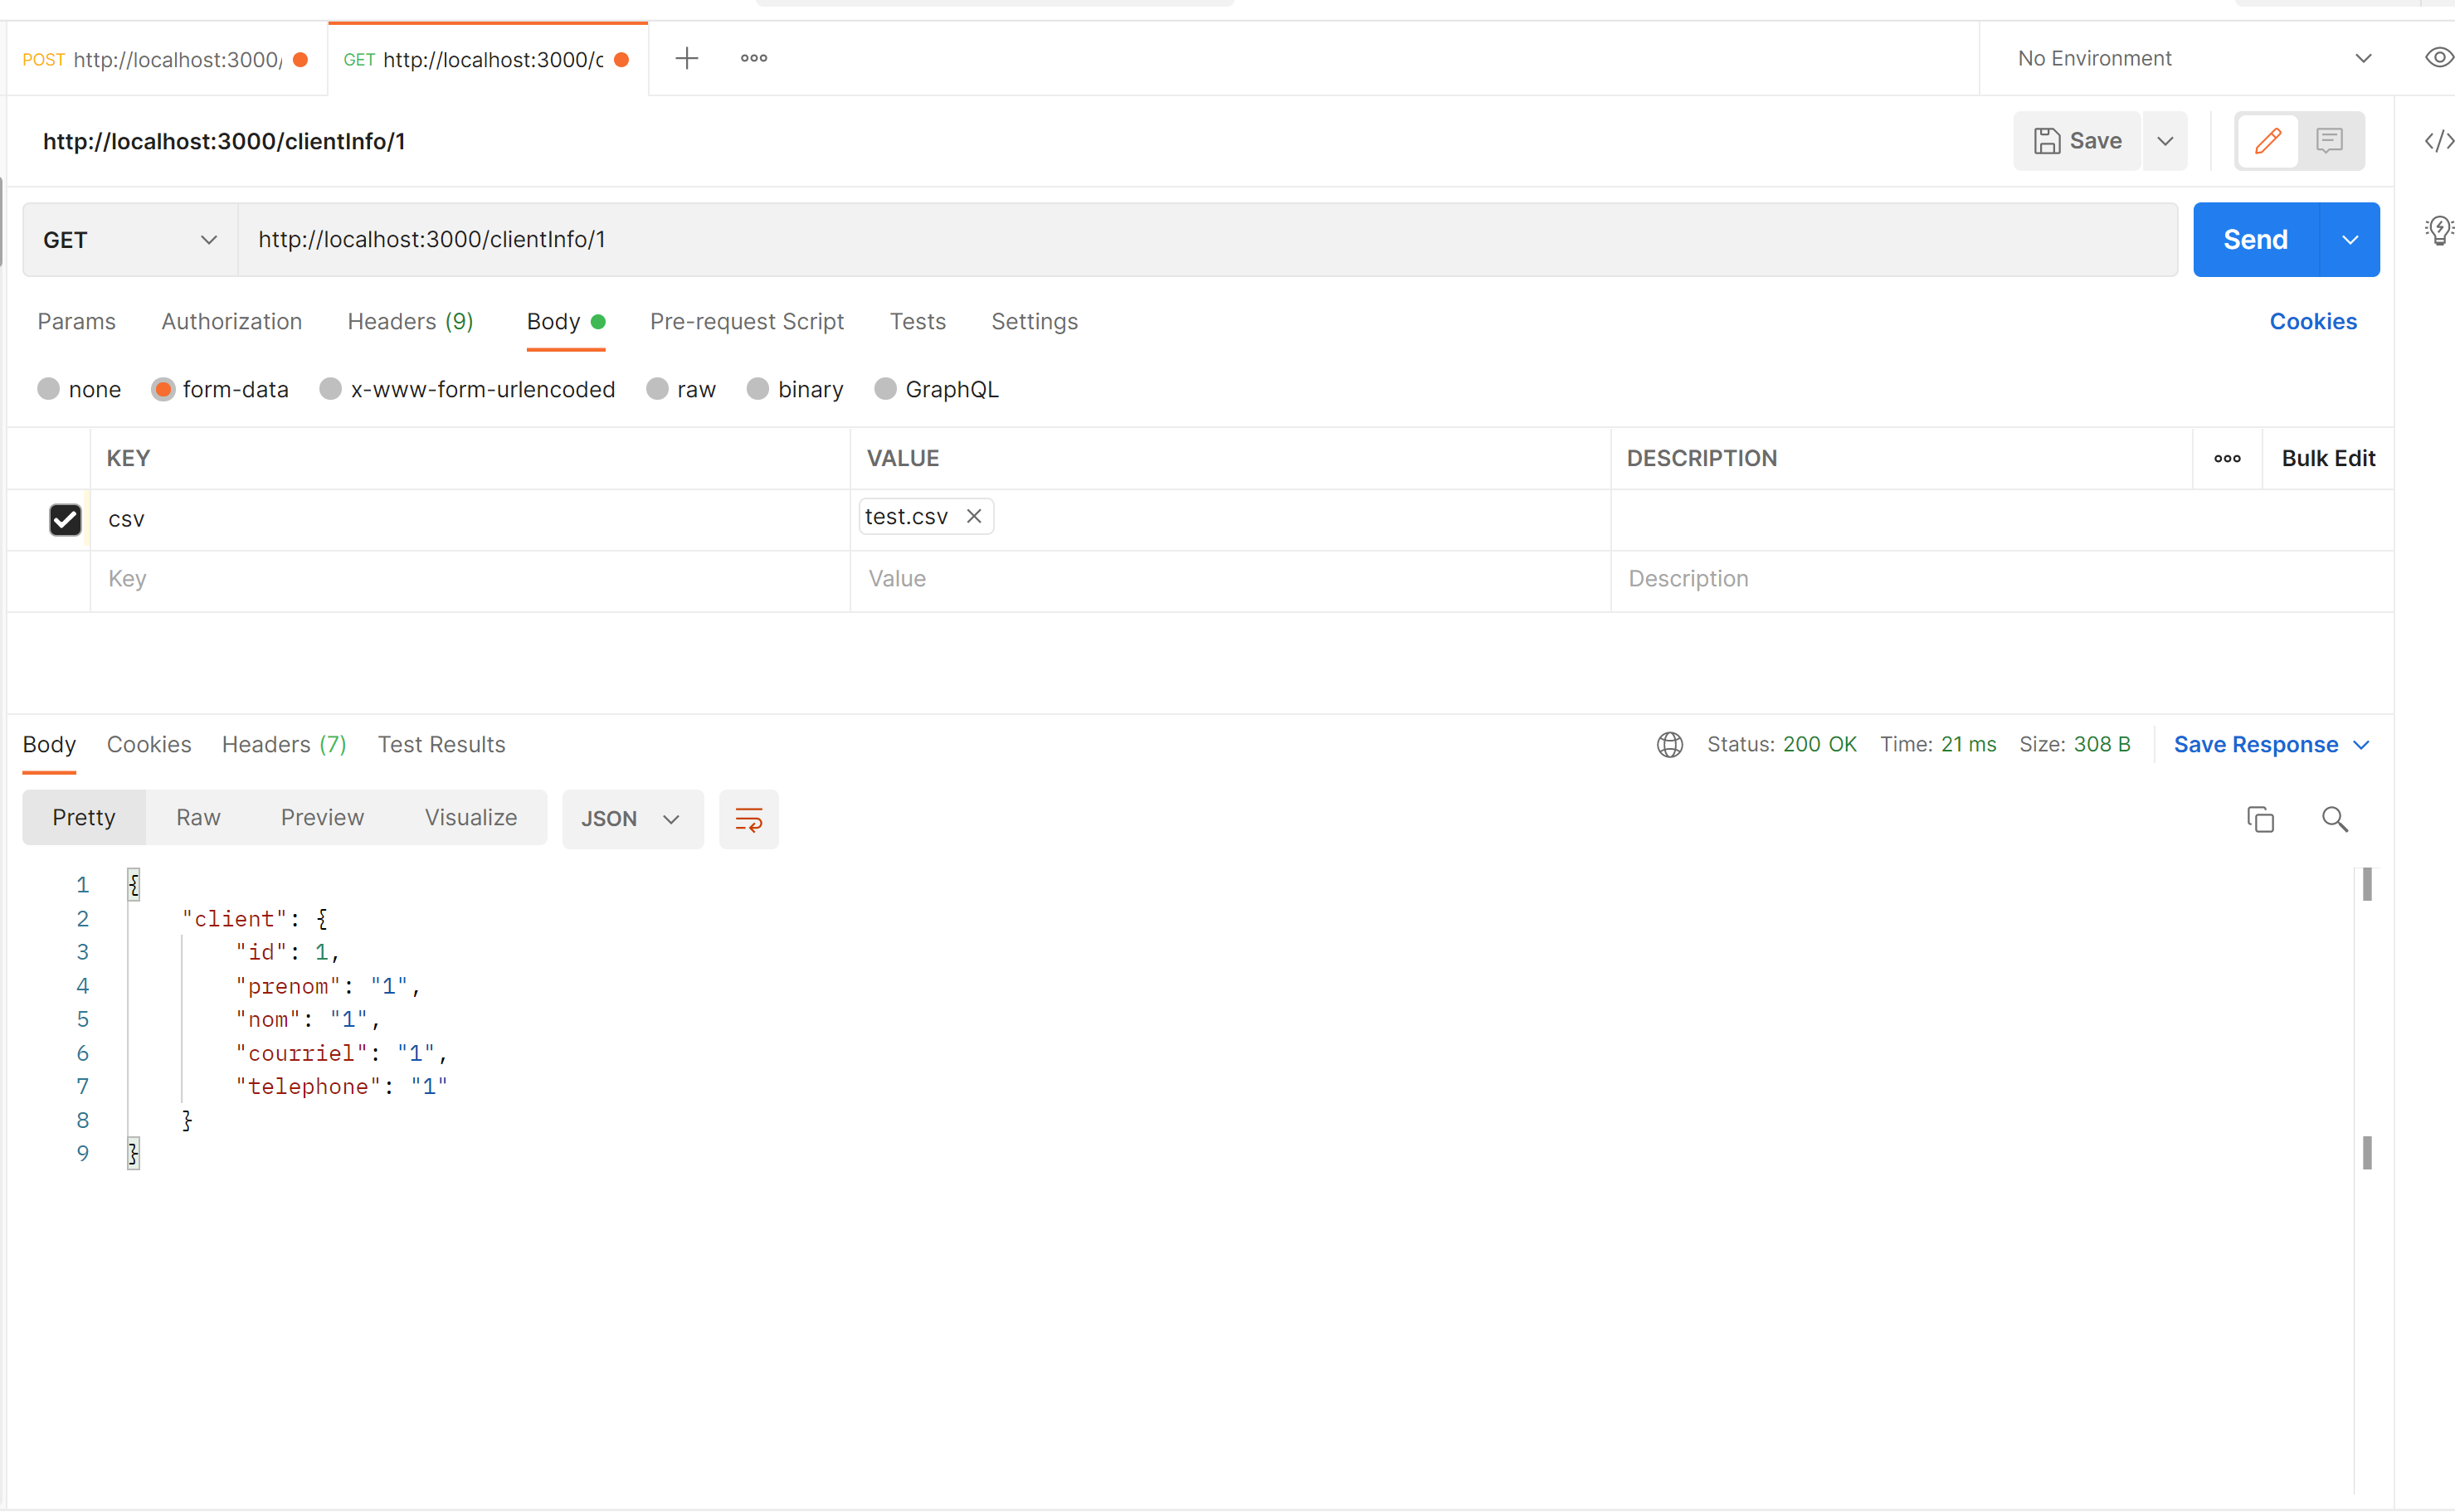 POST http://localhost:3000/ GET http://localhost:3000/c No Environment
http://localhost:3000/clientInfo/1 Save
GET http://localhost:3000/clientInfo/1 Send
Params Authorization Headers (9) Body Pre-request Script Tests Settings Cookies
none form-data x-www-form-urlencoded raw binary GraphQL
KEY VALUE DESCRIPTION Bulk Edit
csv test.csv
Key Value Description
Body Cookies Headers (7) Test Results Status: 200 OK Time: 21 ms Size: 308 B Save Response
Pretty Raw Preview Visualize JSON
1 {
2 "client": {
3 "id": 1,
4 "prenom": "1",
5 "nom": "1",
6 "courriel": "1",
7 "telephone": "1"
8 }
9 }